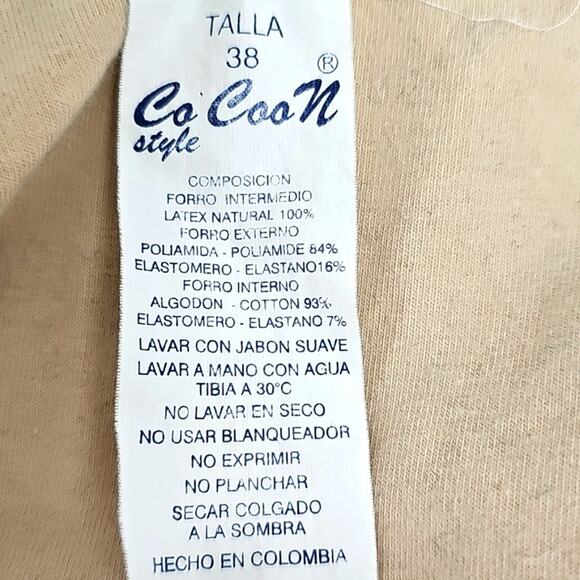 TALLA
38
Co CooN ®
style
COMPOSICION
FORRO INTERMEDIO
LATEX NATURAL 100%
FORRO EXTERNO
POLIAMIDA - POLIAMIDE 84%
ELASTOMERO - ELASTANO16%
FORRO INTERNO
ALGODON - COTTON 93%
ELASTOMERO - ELASTANO 7%
LAVAR CON JABON SUAVE
LAVAR A MANO CON AGUA
TIBIA A 30°C
NO LAVAR EN SECO
NO USAR BLANQUEADOR
NO EXPRIMIR
NO PLANCHAR
SECAR COLGADO
A LA SOMBRA
HECHO EN COLOMBIA